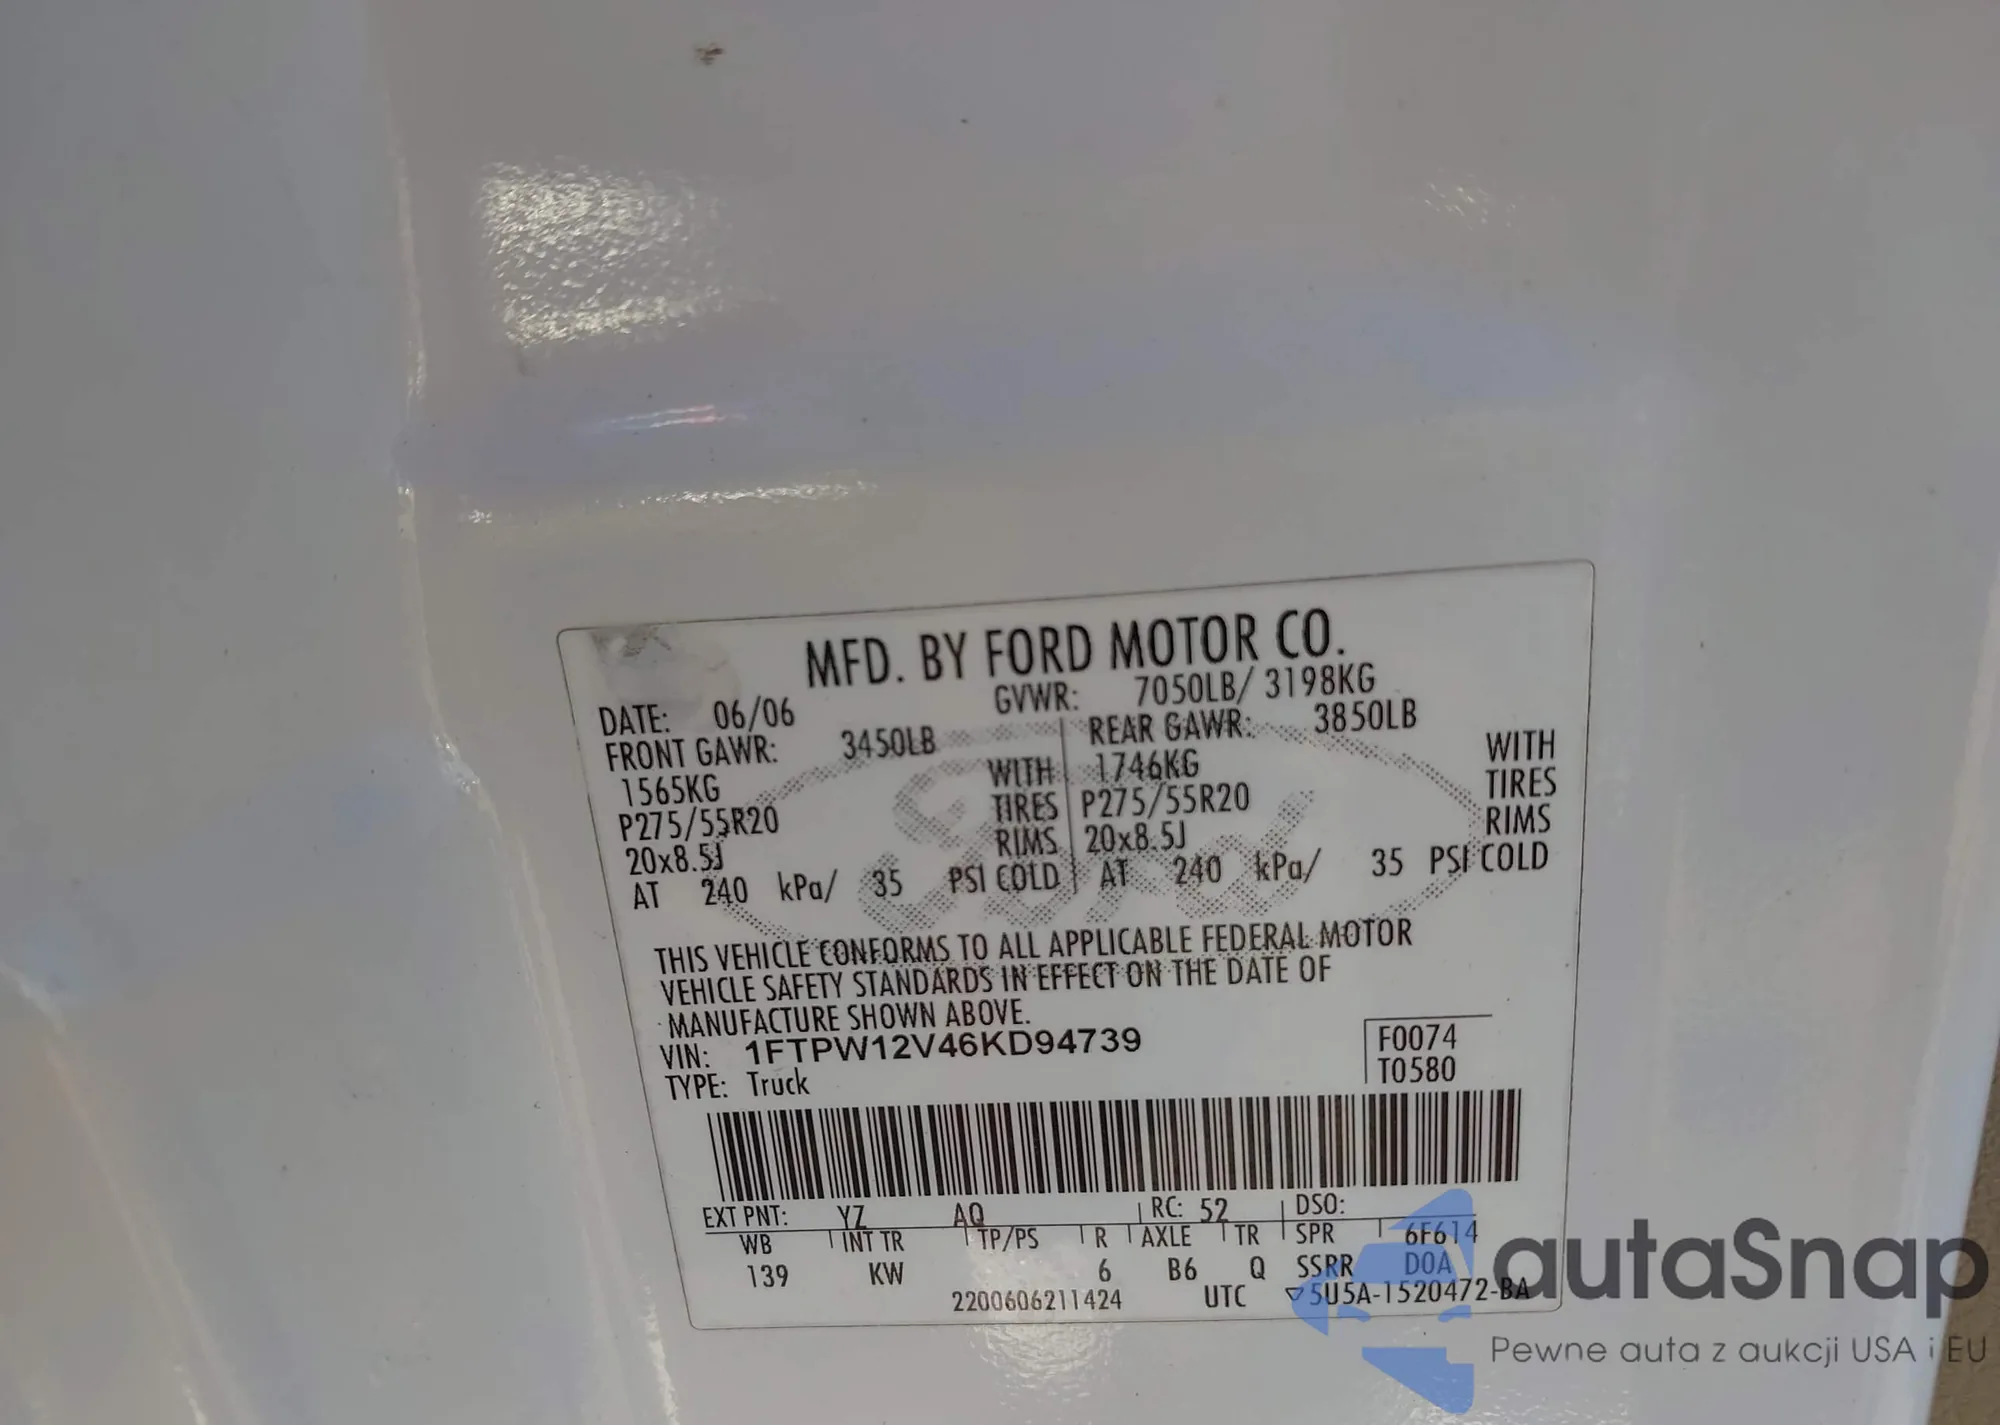 MFD. BY FORD MOTOR CO.
DATE: 06/06 GVWR: 7050LB/ 3198KG
FRONT GAWR: 3450LB REAR GAWR: 3850LB
1565KG WITH 1746KG WITH
P275/55R20 TIRES P275/55R20 TIRES
20x8.5J RIMS 20x8.5J RIMS
AT 240 kPa/ 35 PSI COLD AT 240 kPa/ 35 PSI COLD
Ford
THIS VEHICLE CONFORMS TO ALL APPLICABLE FEDERAL MOTOR
VEHICLE SAFETY STANDARDS IN EFFECT ON THE DATE OF
MANUFACTURE SHOWN ABOVE.
VIN: 1FTPW12V46KD94739 F0074
TYPE: Truck T0580
EXT PNT: YZ AQ RC: 52 DSO:
WB INT TR TP/PS R AXLE TR SPR 6F614
139 KW 6 B6 Q SSRR D0A
2200606211424 UTC ▽5U5A-1520472-BA
autaSnap
Pewne auta z aukcji USA i EU